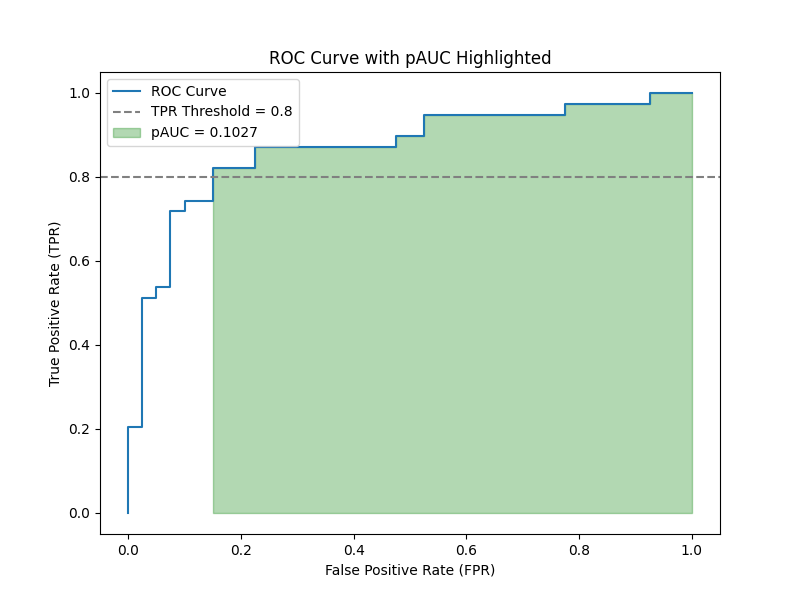 ROC Curve with pAUC Highlighted
ROC Curve
TPR Threshold = 0.8
pAUC = 0.1027
1.0
0.8
0.6
0.4
0.2
0.0
True Positive Rate (TPR)
0.0 0.2 0.4 0.6 0.8 1.0
False Positive Rate (FPR)